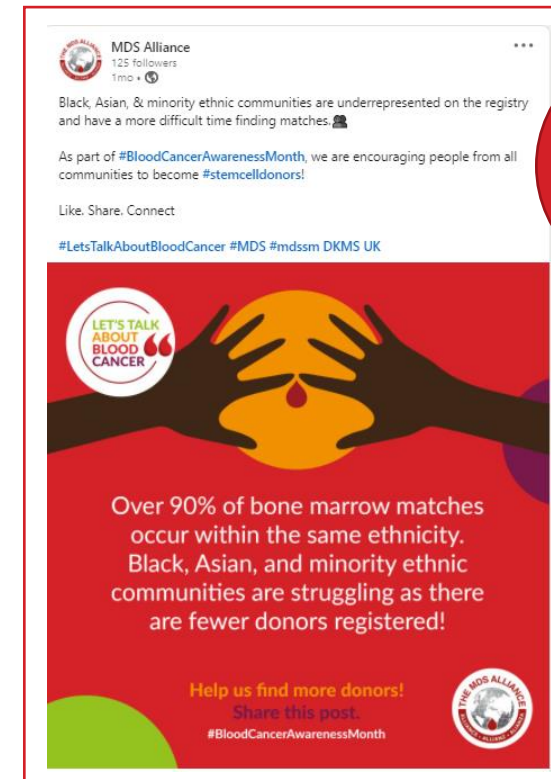 MDS Alliance
125 followers
1mo •
Black, Asian, & minority ethnic communities are underrepresented on the registry
and have a more difficult time finding matches.
As part of #BloodCancerAwarenessMonth, we are encouraging people from all
communities to become #stemcelldonors!
Like. Share. Connect
#LetsTalkAboutBloodCancer #MDS #mdssm DKMS UK
LET'S TALK
ABOUT
BLOOD
CANCER
Over 90% of bone marrow matches
occur within the same ethnicity.
Black, Asian, and minority ethnic
communities are struggling as there
are fewer donors registered!
Help us find more donors!
Share this post.
#BloodCancerAwarenessMonth
THE MDS ALLIANCE